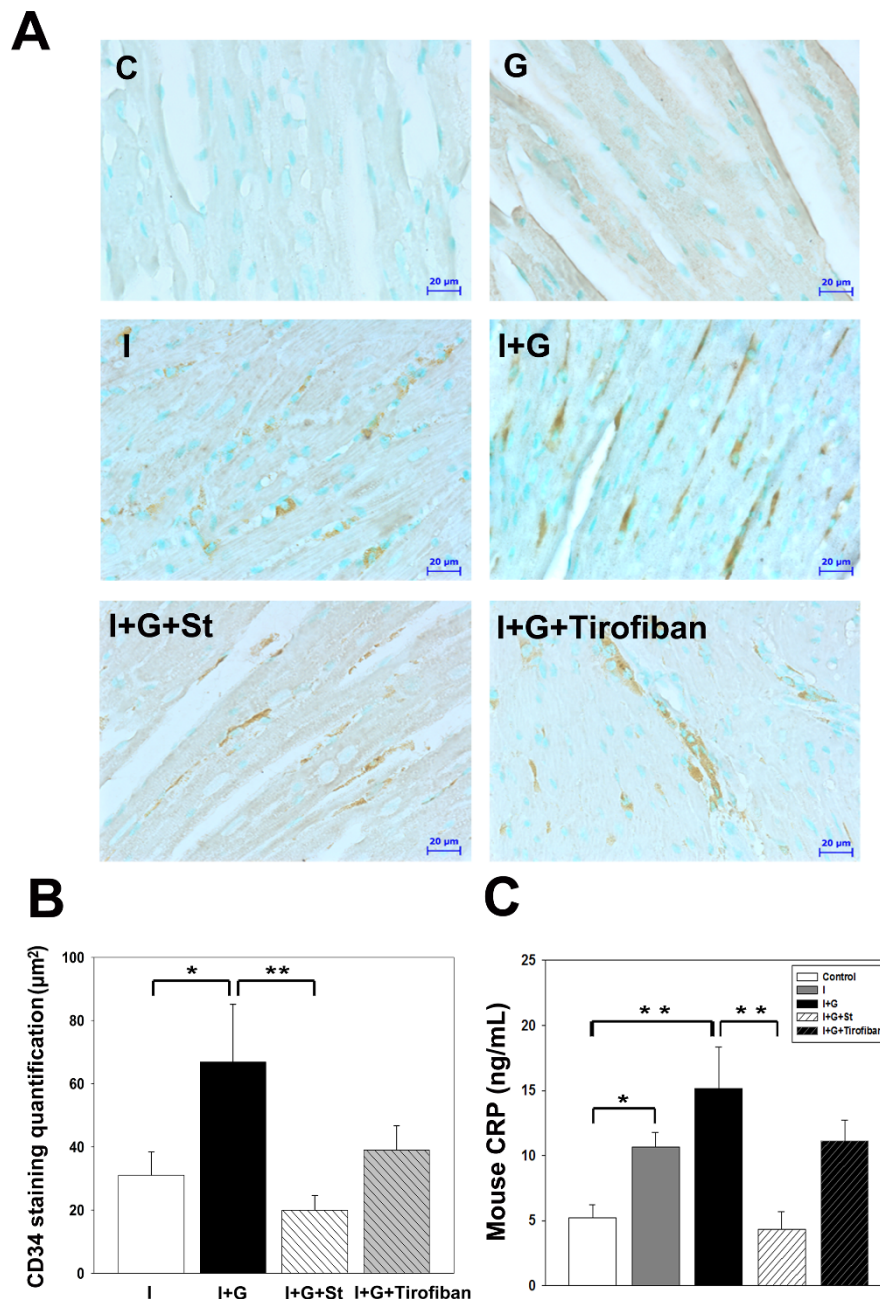 A
C
G
20 µm
20 µm
I
I+G
20 µm
20 µm
I+G+St
I+G+Tirofiban
20 µm
20 µm
B
CD34 staining quantification(µm²)
100
80
60
40
20
0
*
**
I
I+G
I+G+St
I+G+Tirofiban
C
Mouse CRP (ng/mL)
25
20
15
10
5
0
*
* *
* *
Control
I
I+G
I+G+St
I+G+Tirofiban